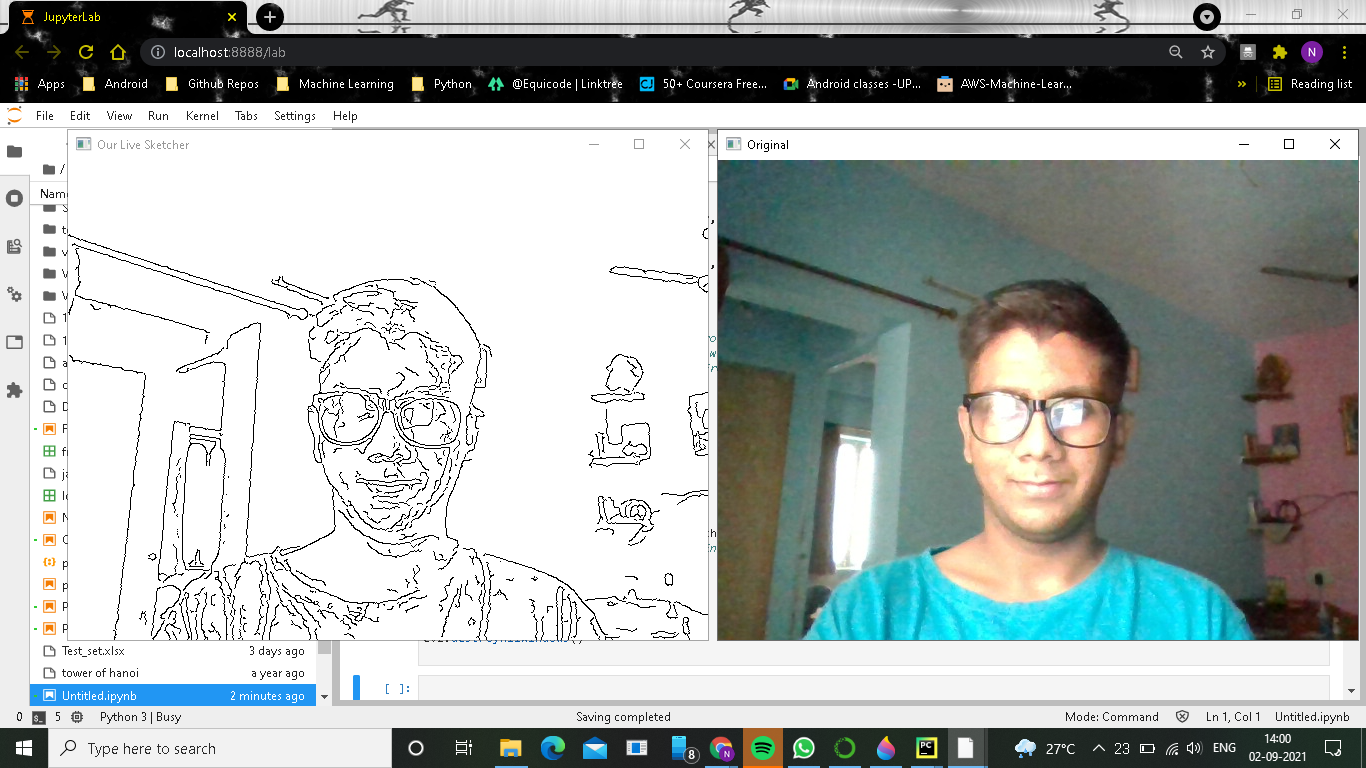 JupyterLab
localhost:8888/lab
Apps Android Github Repos Machine Learning Python @Equicode | Linktree 50+ Coursera Free... Android classes -UP... AWS-Machine-Lear... » Reading list
File Edit View Run Kernel Tabs Settings Help
Our Live Sketcher
Original
/
Test_set.xlsx 3 days ago
tower of hanoi a year ago
Untitled.ipynb 2 minutes ago
[ ]:
0 5 Python 3 | Busy Saving completed Mode: Command Ln 1, Col 1 Untitled.ipynb
Type here to search
8
N
PC
27°C 23 ENG
14:00
02-09-2021